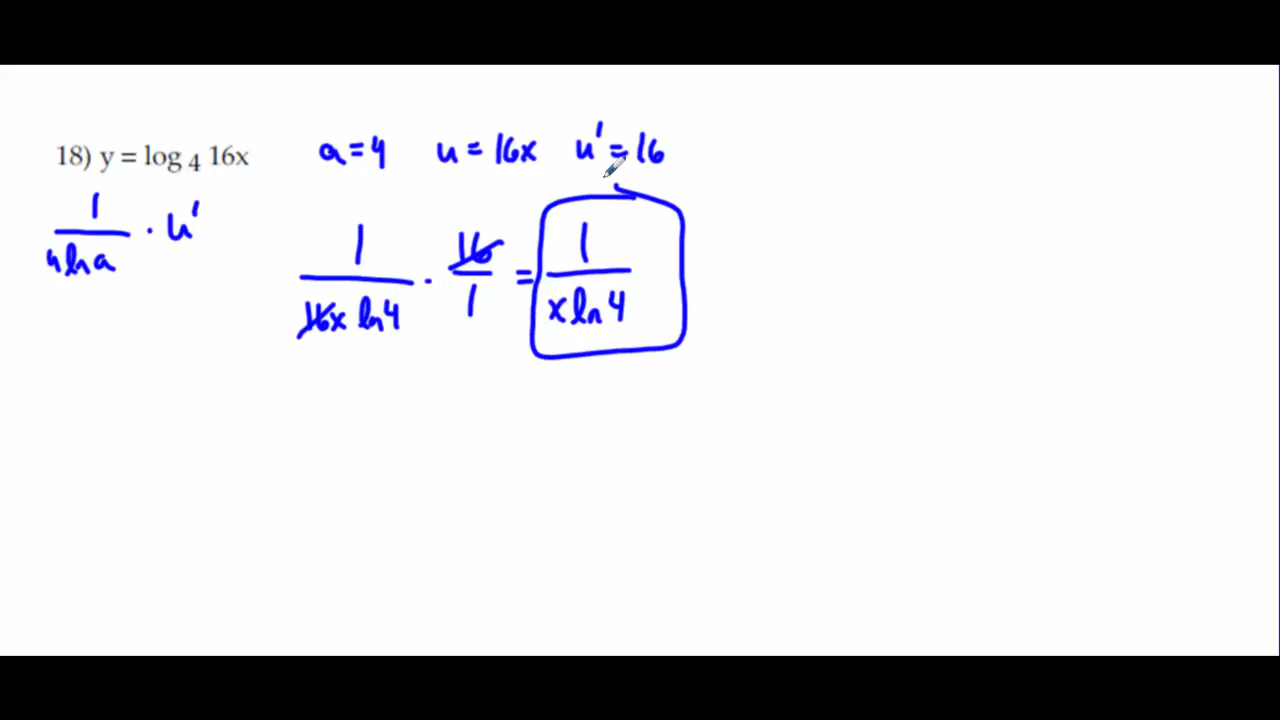 18) y = log 4 16x a = 4 u = 16x u' = 16
1/(u ln a) · u'
1/(16x ln 4) · 16/1 = 1/(x ln 4)